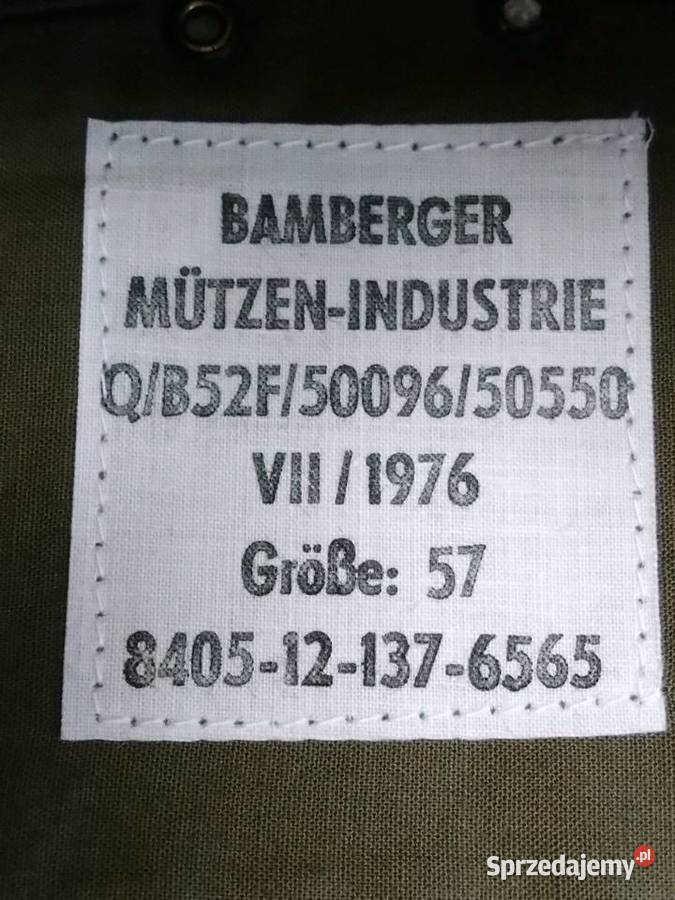 BAMBERGER
MÜTZEN-INDUSTRIE
Q/B52F/50096/50550
VII / 1976
Größe: 57
8405-12-137-6565
Sprzedajemy.pl